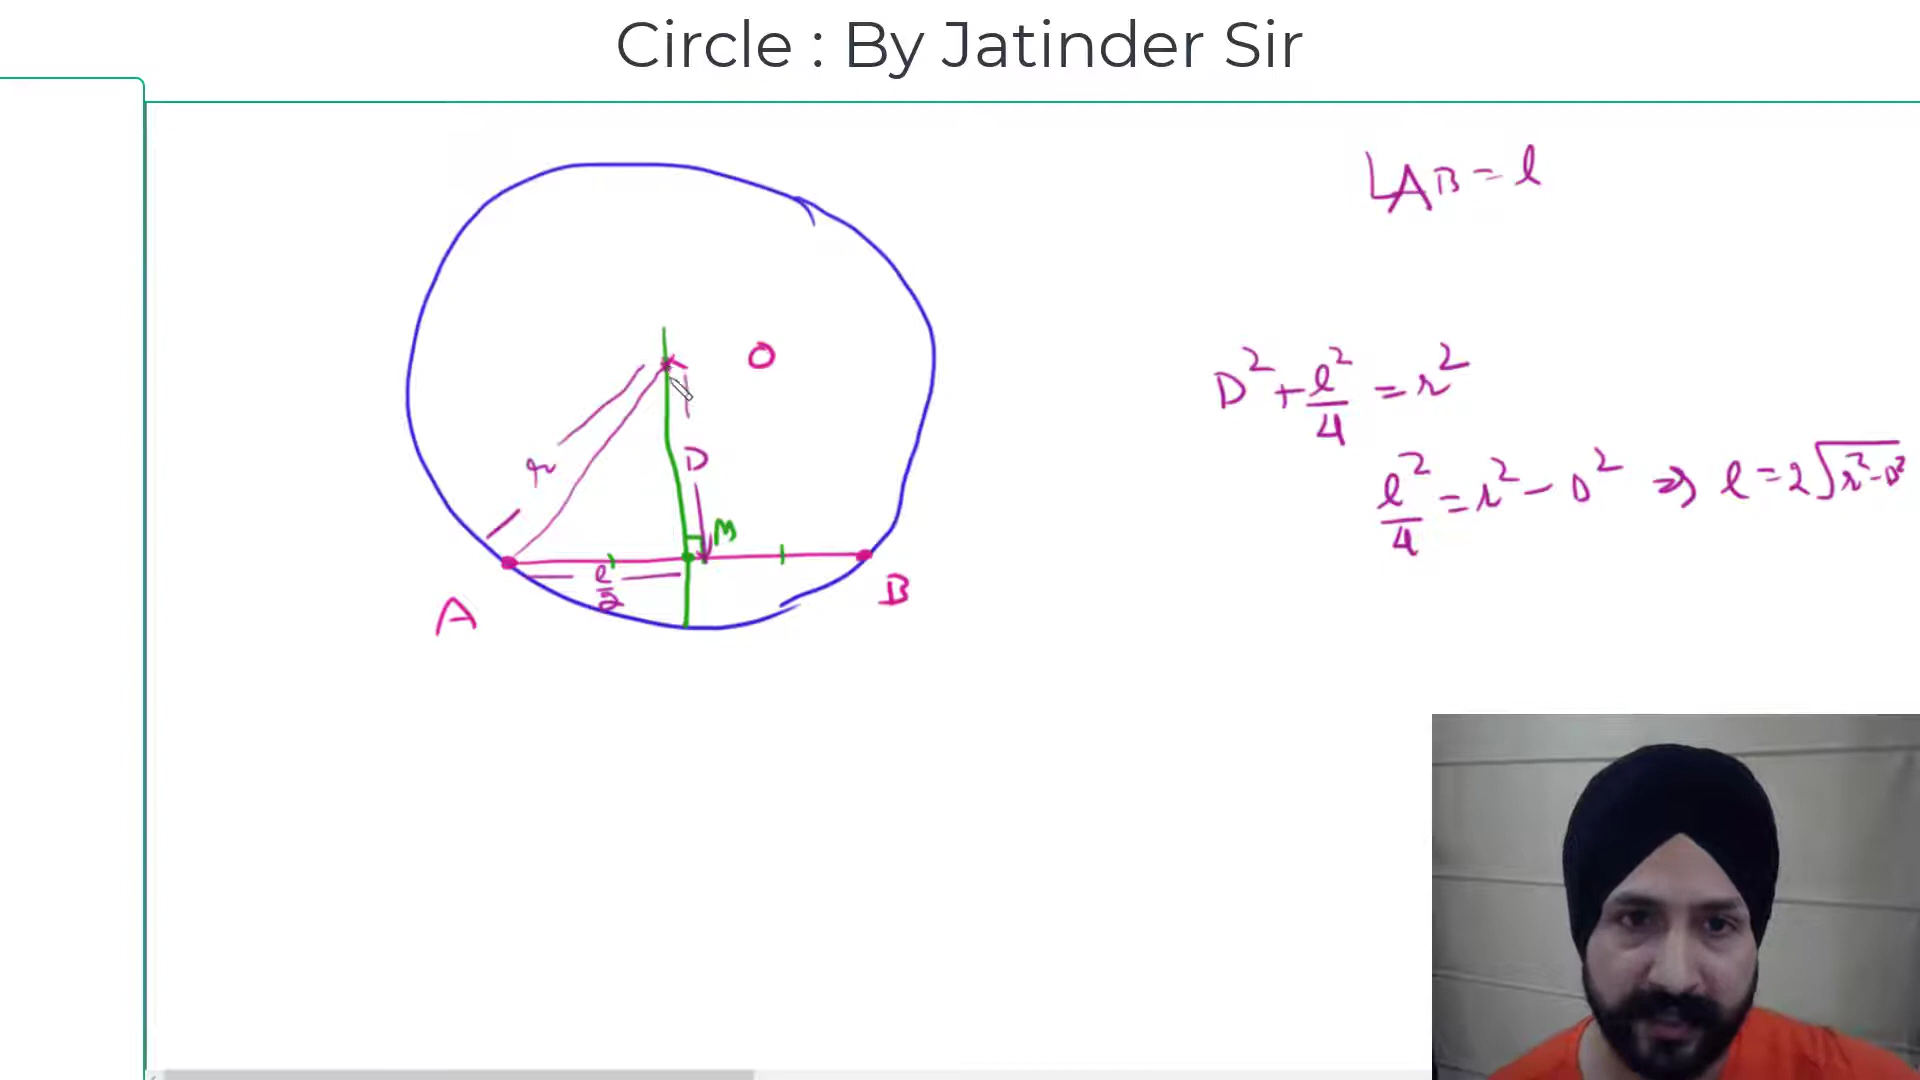 Circle : By Jatinder Sir
LAB = l
O
D² + l²/4 = r²
r
D
l²/4 = r² - D² ⇒ l = 2√r²-D²
M
l/2
A
B